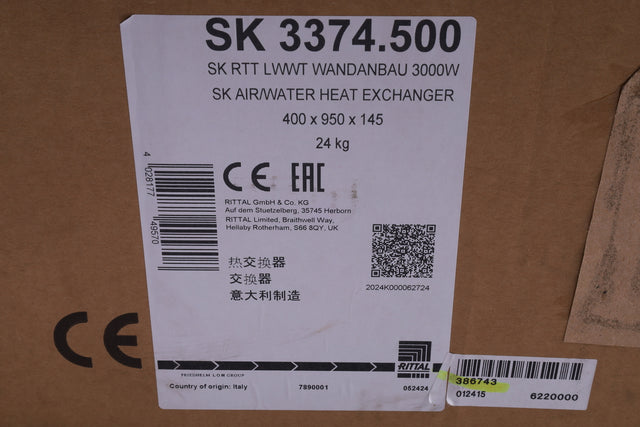 SK 3374.500
SK RTT LWWT WANDANBAU 3000W
SK AIR/WATER HEAT EXCHANGER
400 x 950 x 145
24 kg
CE EAC
4 028177 49570
RITTAL GmbH & Co. KG
Auf dem Stuetzelberg, 35745 Herborn
RITTAL Limited, Braithwell Way,
Hellaby Rotherham, S66 8QY, UK
热交换器
交换器
意大利制造
2024K000062724
CE
RITTAL
FRIEDHELM LOH GROUP
Country of origin: Italy 7890001 052424
386743
012415 6220000